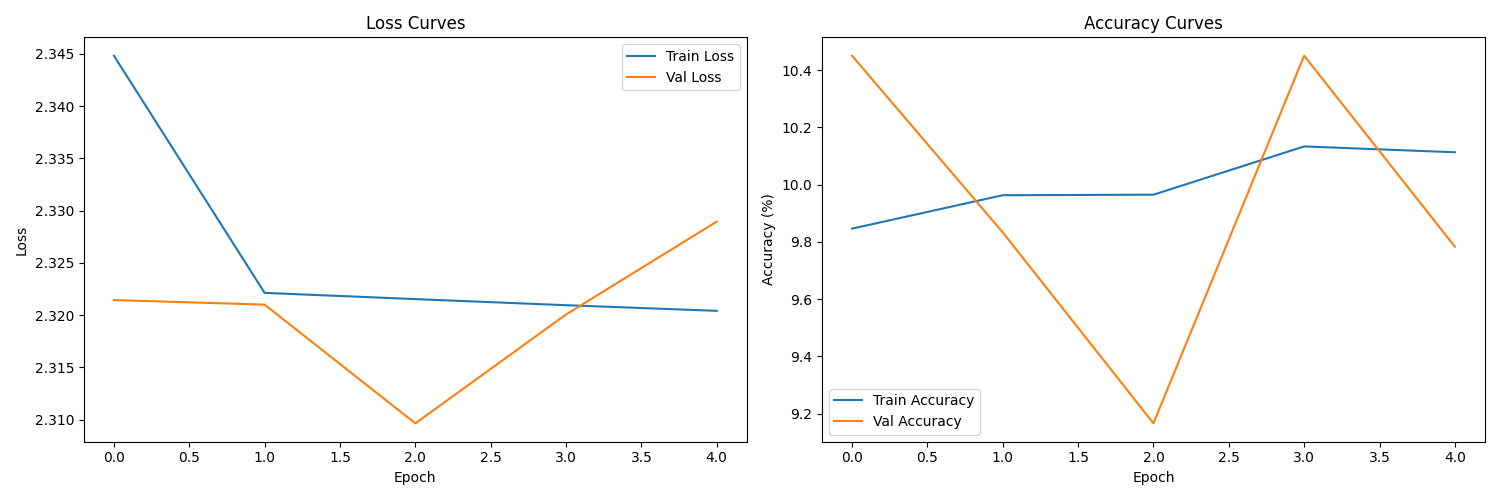 Loss Curves
2.345
2.340
2.335
2.330
2.325
2.320
2.315
2.310
Loss
Train Loss
Val Loss
0.0 0.5 1.0 1.5 2.0 2.5 3.0 3.5 4.0
Epoch
Accuracy Curves
10.4
10.2
10.0
9.8
9.6
9.4
9.2
Accuracy (%)
Train Accuracy
Val Accuracy
0.0 0.5 1.0 1.5 2.0 2.5 3.0 3.5 4.0
Epoch